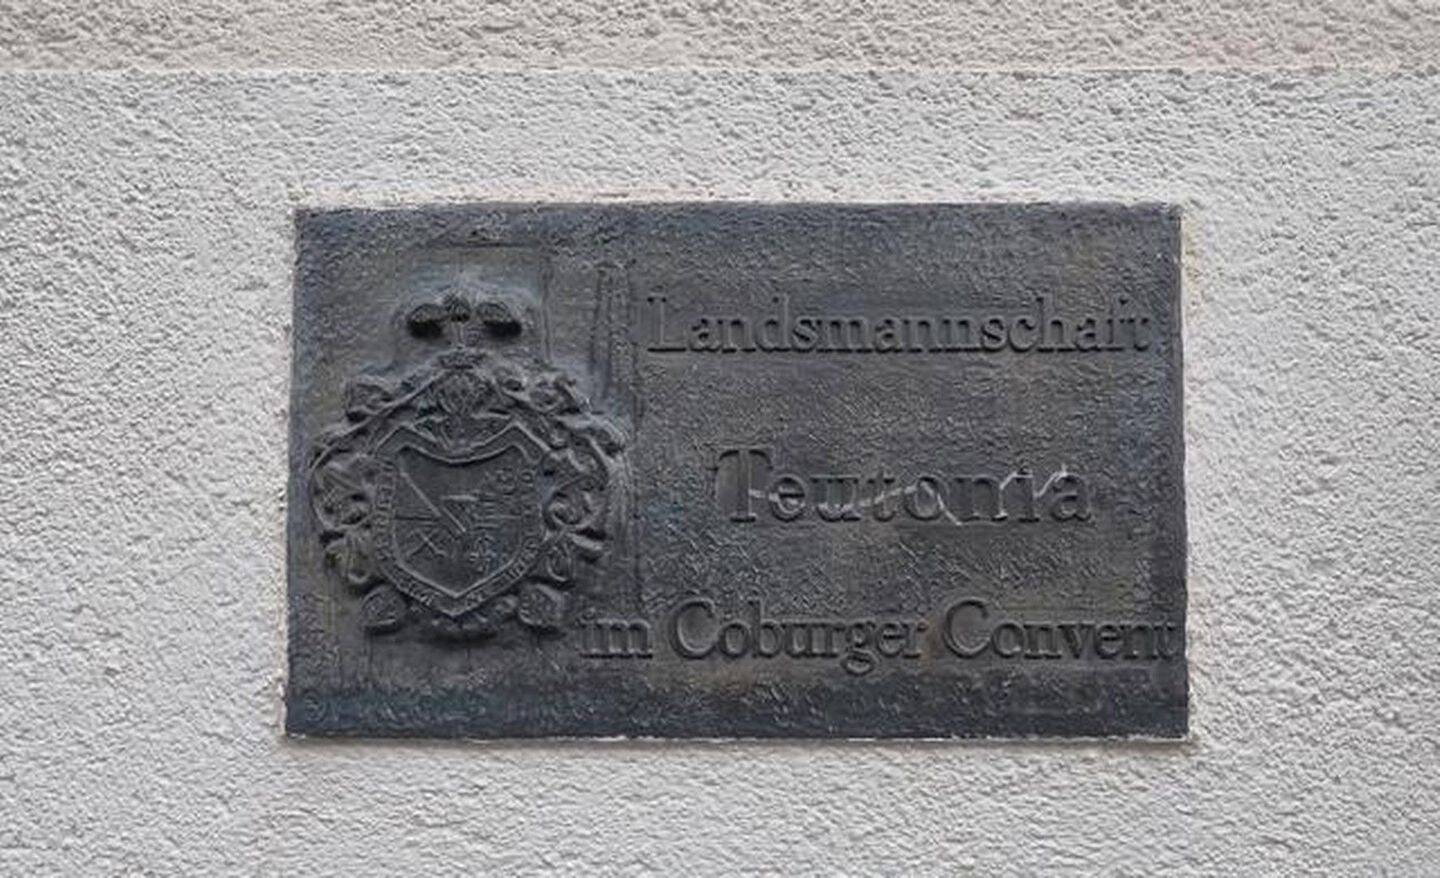 Landsmannschaft
Teutonia
im Coburger Convent